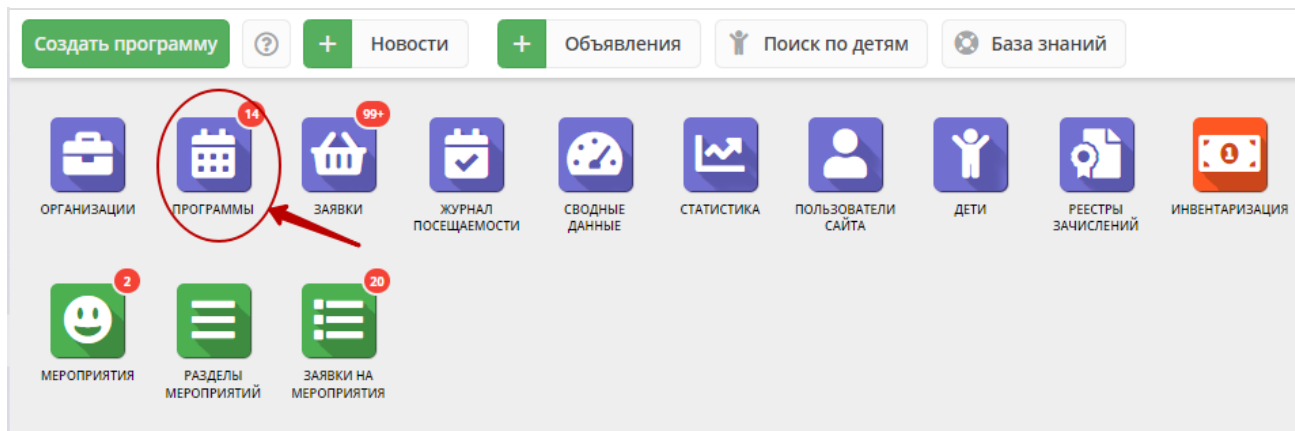 Создать программу ? + Новости + Объявления Поиск по детям База знаний
14 99+
ОРГАНИЗАЦИИ ПРОГРАММЫ ЗАЯВКИ ЖУРНАЛ ПОСЕЩАЕМОСТИ СВОДНЫЕ ДАННЫЕ СТАТИСТИКА ПОЛЬЗОВАТЕЛИ САЙТА ДЕТИ РЕЕСТРЫ ЗАЧИСЛЕНИЙ 1 ИНВЕНТАРИЗАЦИЯ
2 20
МЕРОПРИЯТИЯ РАЗДЕЛЫ МЕРОПРИЯТИЙ ЗАЯВКИ НА МЕРОПРИЯТИЯ